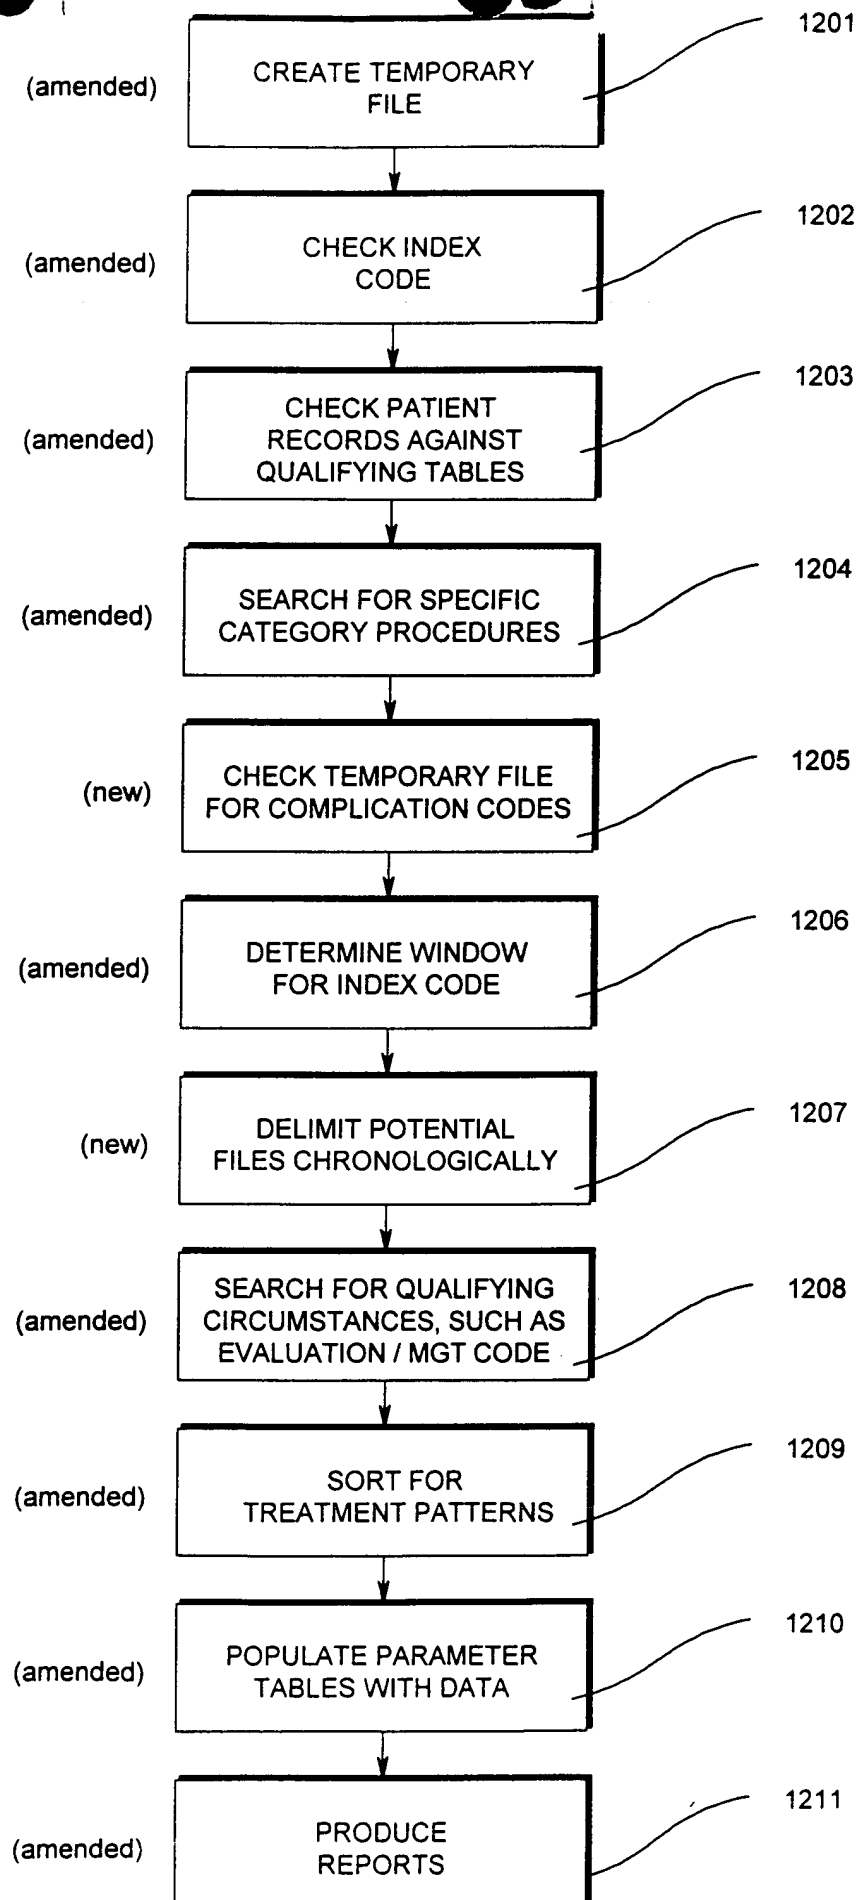 1201
(amended)
CREATE TEMPORARY
FILE
1202
(amended)
CHECK INDEX
CODE
1203
(amended)
CHECK PATIENT
RECORDS AGAINST
QUALIFYING TABLES
1204
(amended)
SEARCH FOR SPECIFIC
CATEGORY PROCEDURES
1205
(new)
CHECK TEMPORARY FILE
FOR COMPLICATION CODES
1206
(amended)
DETERMINE WINDOW
FOR INDEX CODE
1207
(new)
DELIMIT POTENTIAL
FILES CHRONOLOGICALLY
1208
(amended)
SEARCH FOR QUALIFYING
CIRCUMSTANCES, SUCH AS
EVALUATION / MGT CODE
1209
(amended)
SORT FOR
TREATMENT PATTERNS
1210
(amended)
POPULATE PARAMETER
TABLES WITH DATA
1211
(amended)
PRODUCE
REPORTS